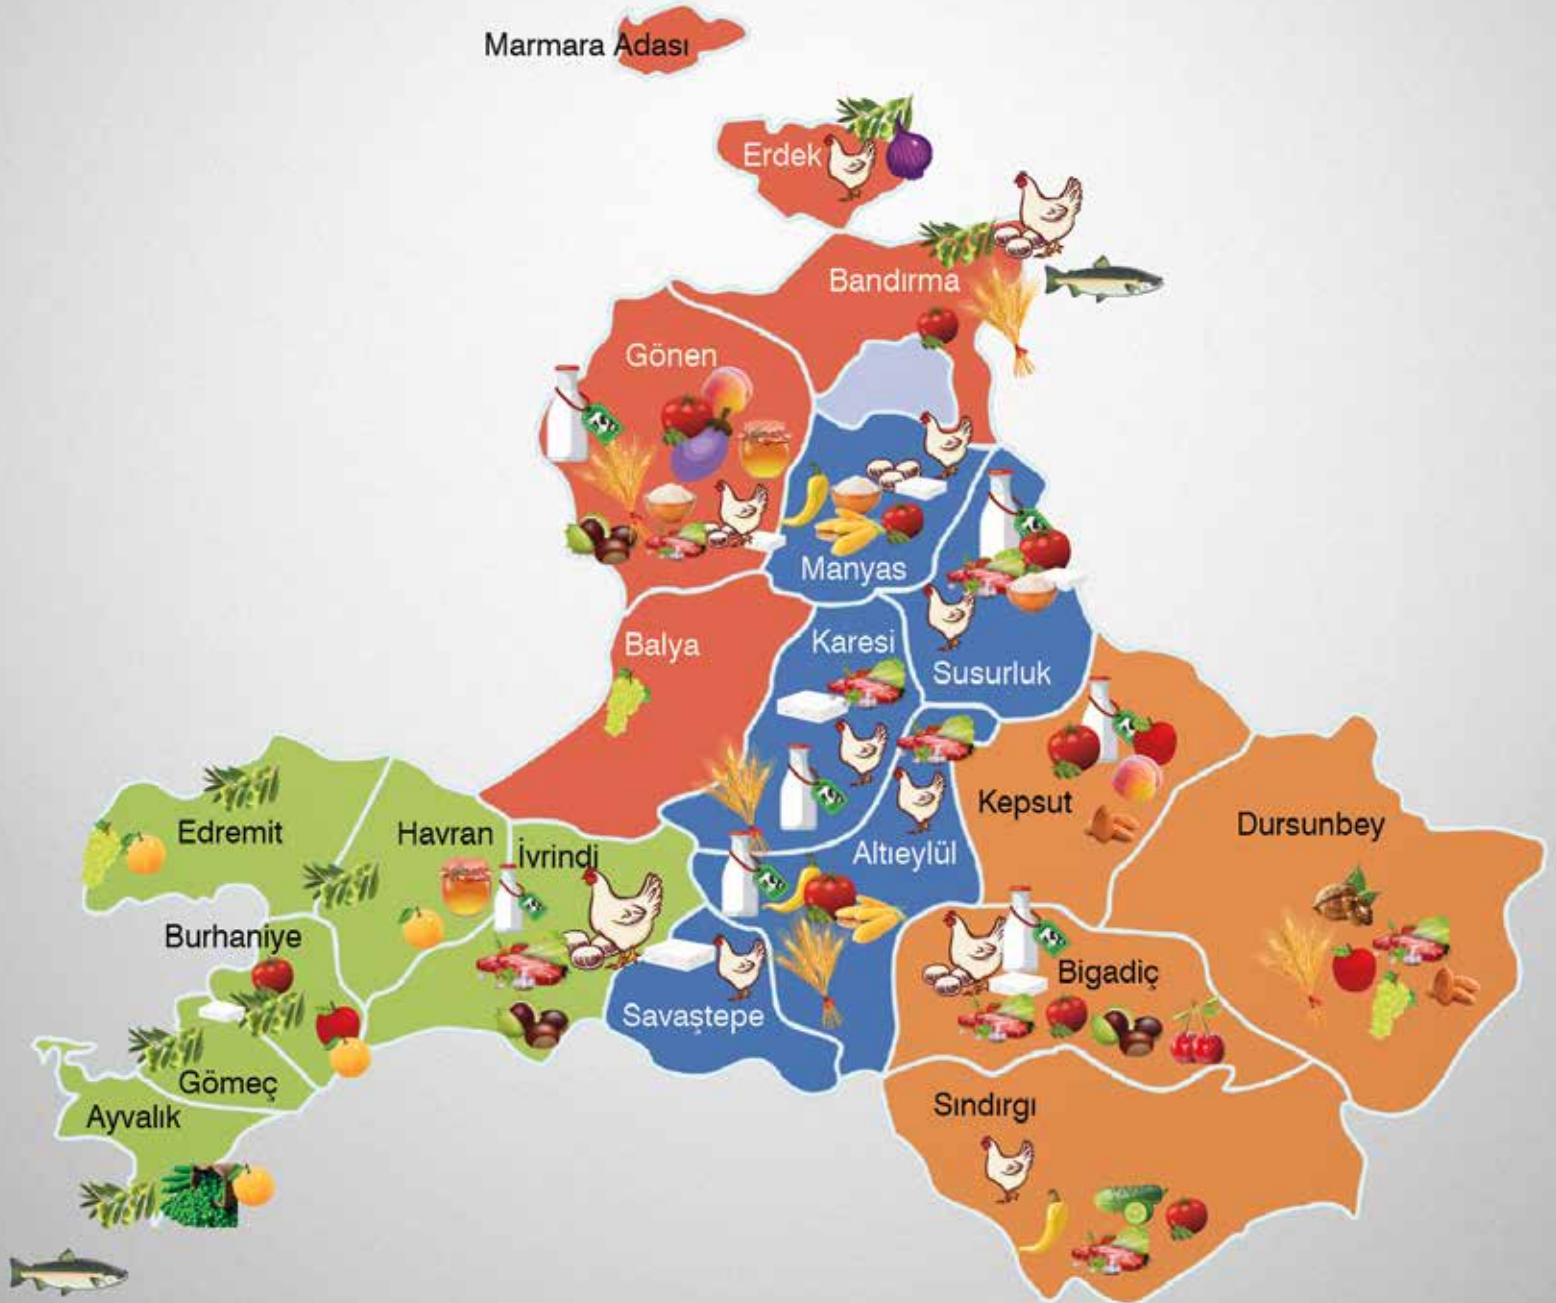 Marmara Adası
Erdek
Bandırma
Gönen
Manyas
Balya
Karesi
Susurluk
Kepsut
Dursunbey
Edremit
Havran
İvrindi
Altıeylül
Burhaniye
Bigadiç
Savaştepe
Gömeç
Ayvalık
Sındırgı